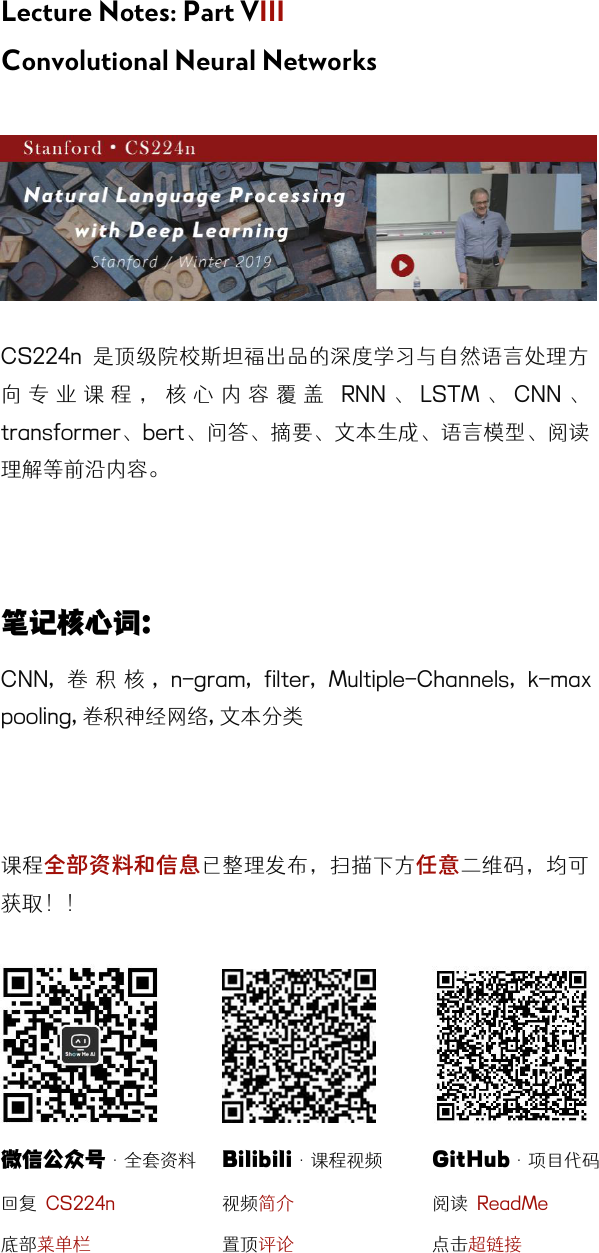 Lecture Notes: Part VIII
Convolutional Neural Networks
Stanford • CS224n
Natural Language Processing
with Deep Learning
Stanford / Winter 2019
CS224n 是顶级院校斯坦福出品的深度学习与自然语言处理方
向专业课程，核心内容覆盖 RNN、LSTM、CNN、
transformer、bert、问答、摘要、文本生成、语言模型、阅读
理解等前沿内容。
笔记核心词:
CNN, 卷积核, n-gram, filter, Multiple-Channels, k-max
pooling, 卷积神经网络, 文本分类
课程全部资料和信息已整理发布，扫描下方任意二维码，均可
获取！！
Show Me AI
微信公众号 · 全套资料
Bilibili · 课程视频
GitHub · 项目代码
回复 CS224n
视频简介
阅读 ReadMe
底部菜单栏
置顶评论
点击超链接